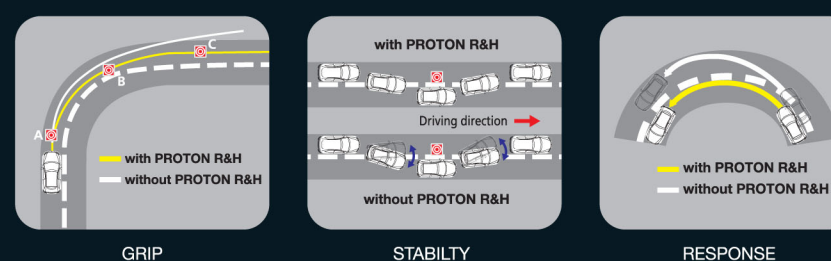 C
B
A
with PROTON R&H
without PROTON R&H
GRIP
with PROTON R&H
Driving direction
without PROTON R&H
STABILTY
with PROTON R&H
without PROTON R&H
RESPONSE